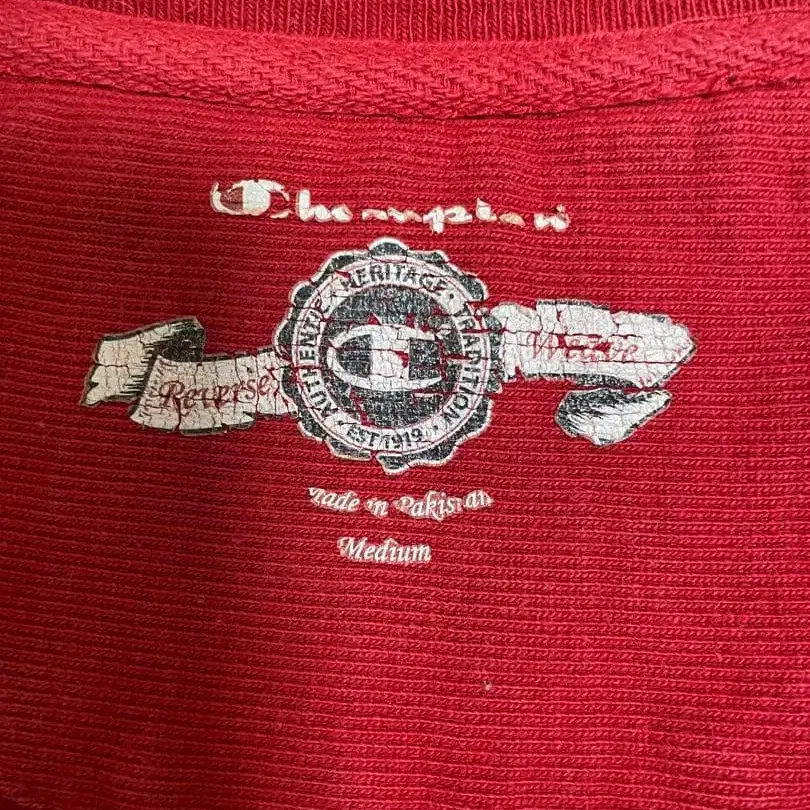 Champion
AUTHENTIC • HERITAGE • TRADITION
Reverse Weave
• EST 1919 •
Made in Pakistan
Medium